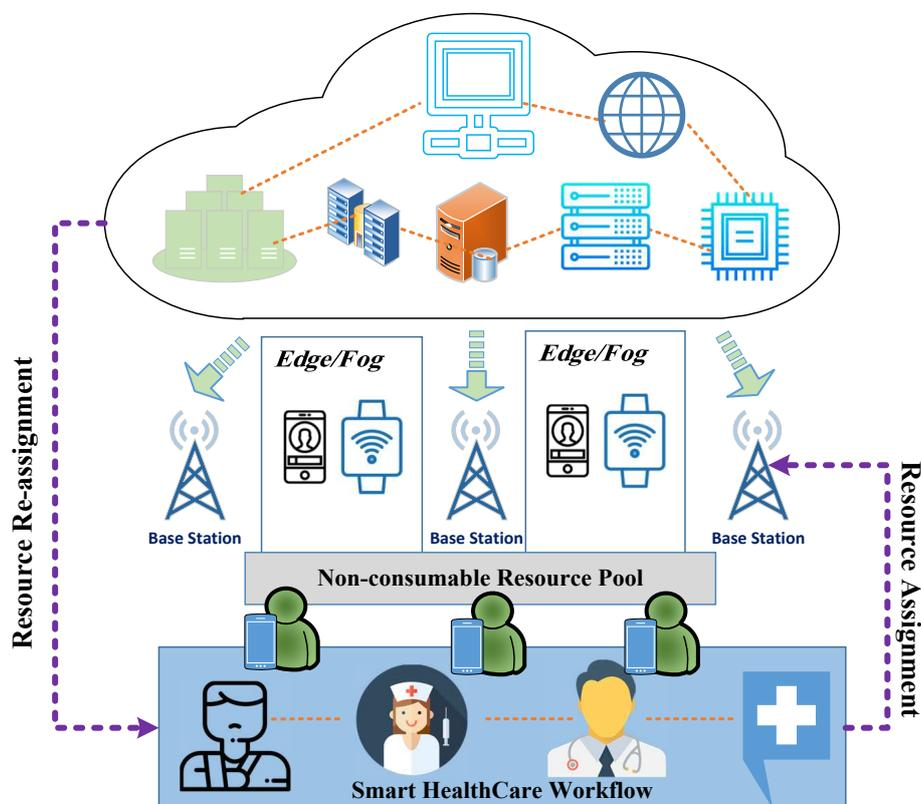 Edge/Fog
Edge/Fog
Resource Re-assignment
Resource Assignment
Base Station
Base Station
Base Station
Non-consumable Resource Pool
Smart HealthCare Workflow